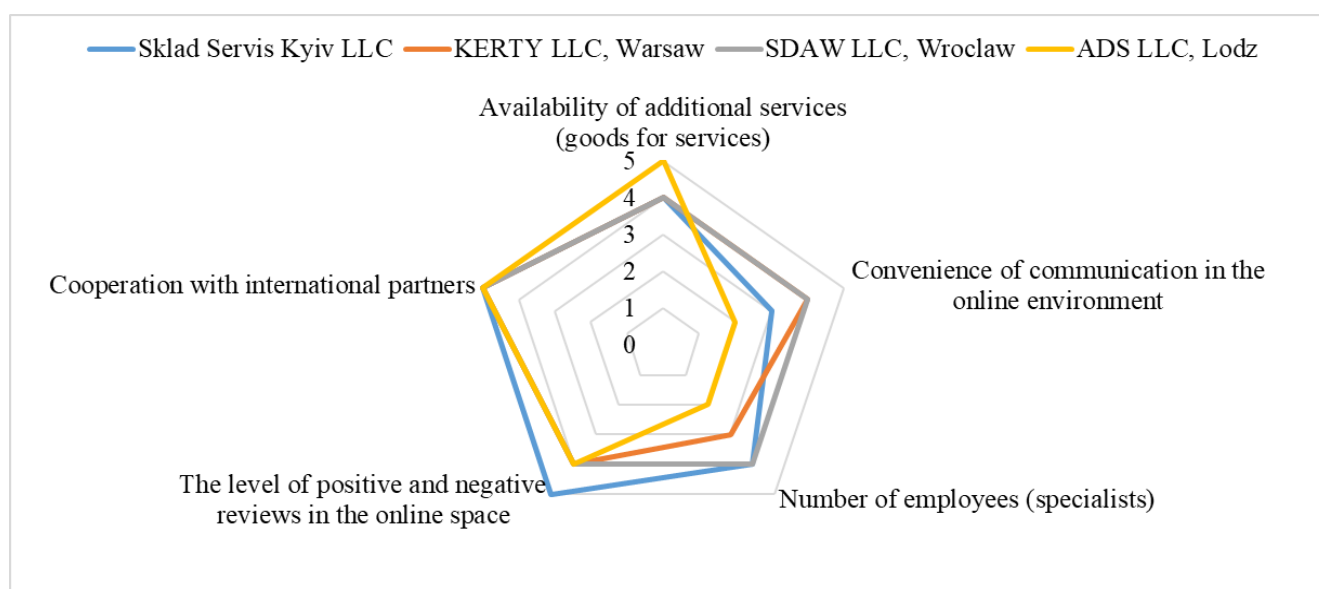 Sklad Servis Kyiv LLC KERTY LLC, Warsaw SDAW LLC, Wroclaw ADS LLC, Lodz
Availability of additional services
(goods for services)
5
4
3
2
1
0
Convenience of communication in the
online environment
Cooperation with international partners
The level of positive and negative
reviews in the online space
Number of employees (specialists)